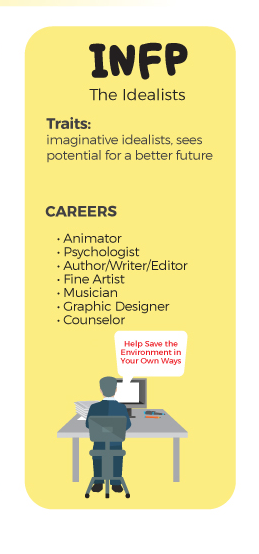 INFP
The Idealists
Traits:
imaginative idealists, sees
potential for a better future
CAREERS
• Animator
• Psychologist
• Author/Writer/Editor
• Fine Artist
• Musician
• Graphic Designer
• Counselor
Help Save the
Environment in
Your Own Ways